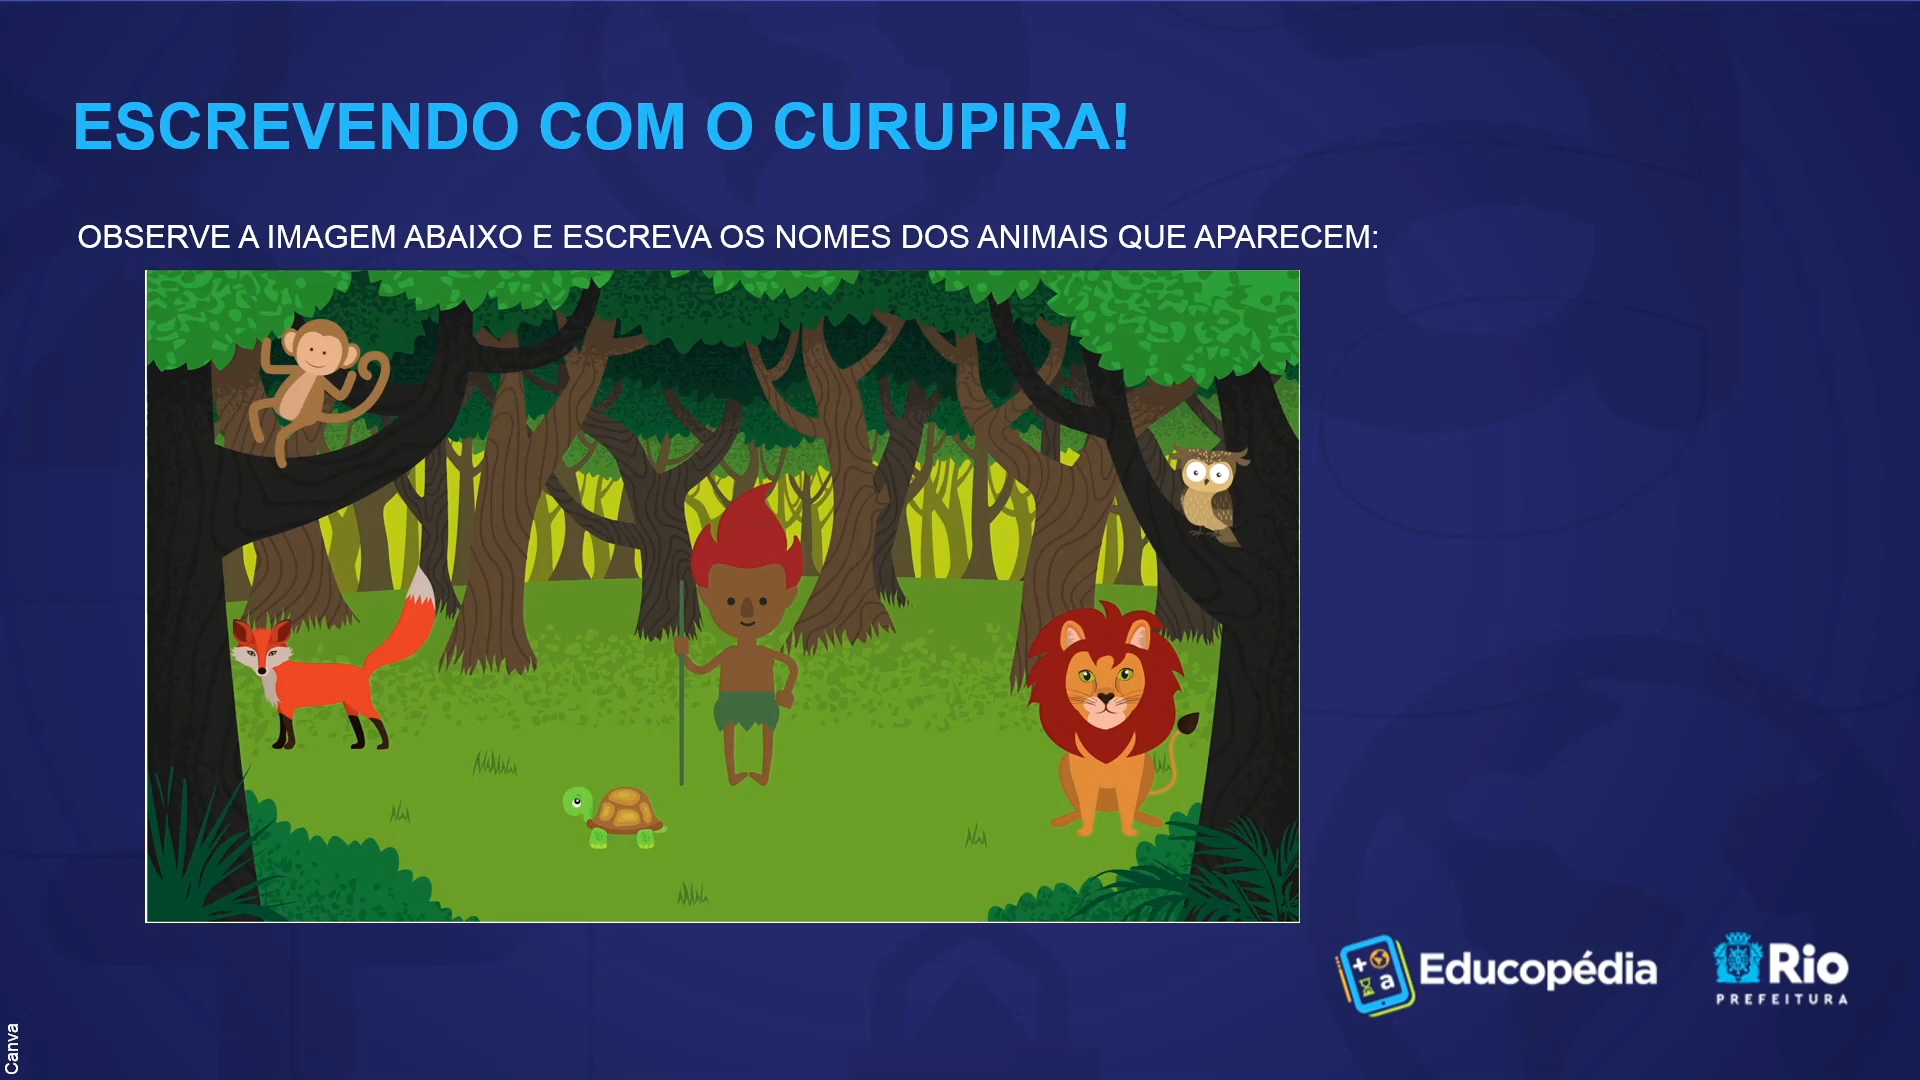 ESCREVENDO COM O CURUPIRA!
OBSERVE A IMAGEM ABAIXO E ESCREVA OS NOMES DOS ANIMAIS QUE APARECEM:
+
a
Educopédia
Rio
PREFEITURA
Canva